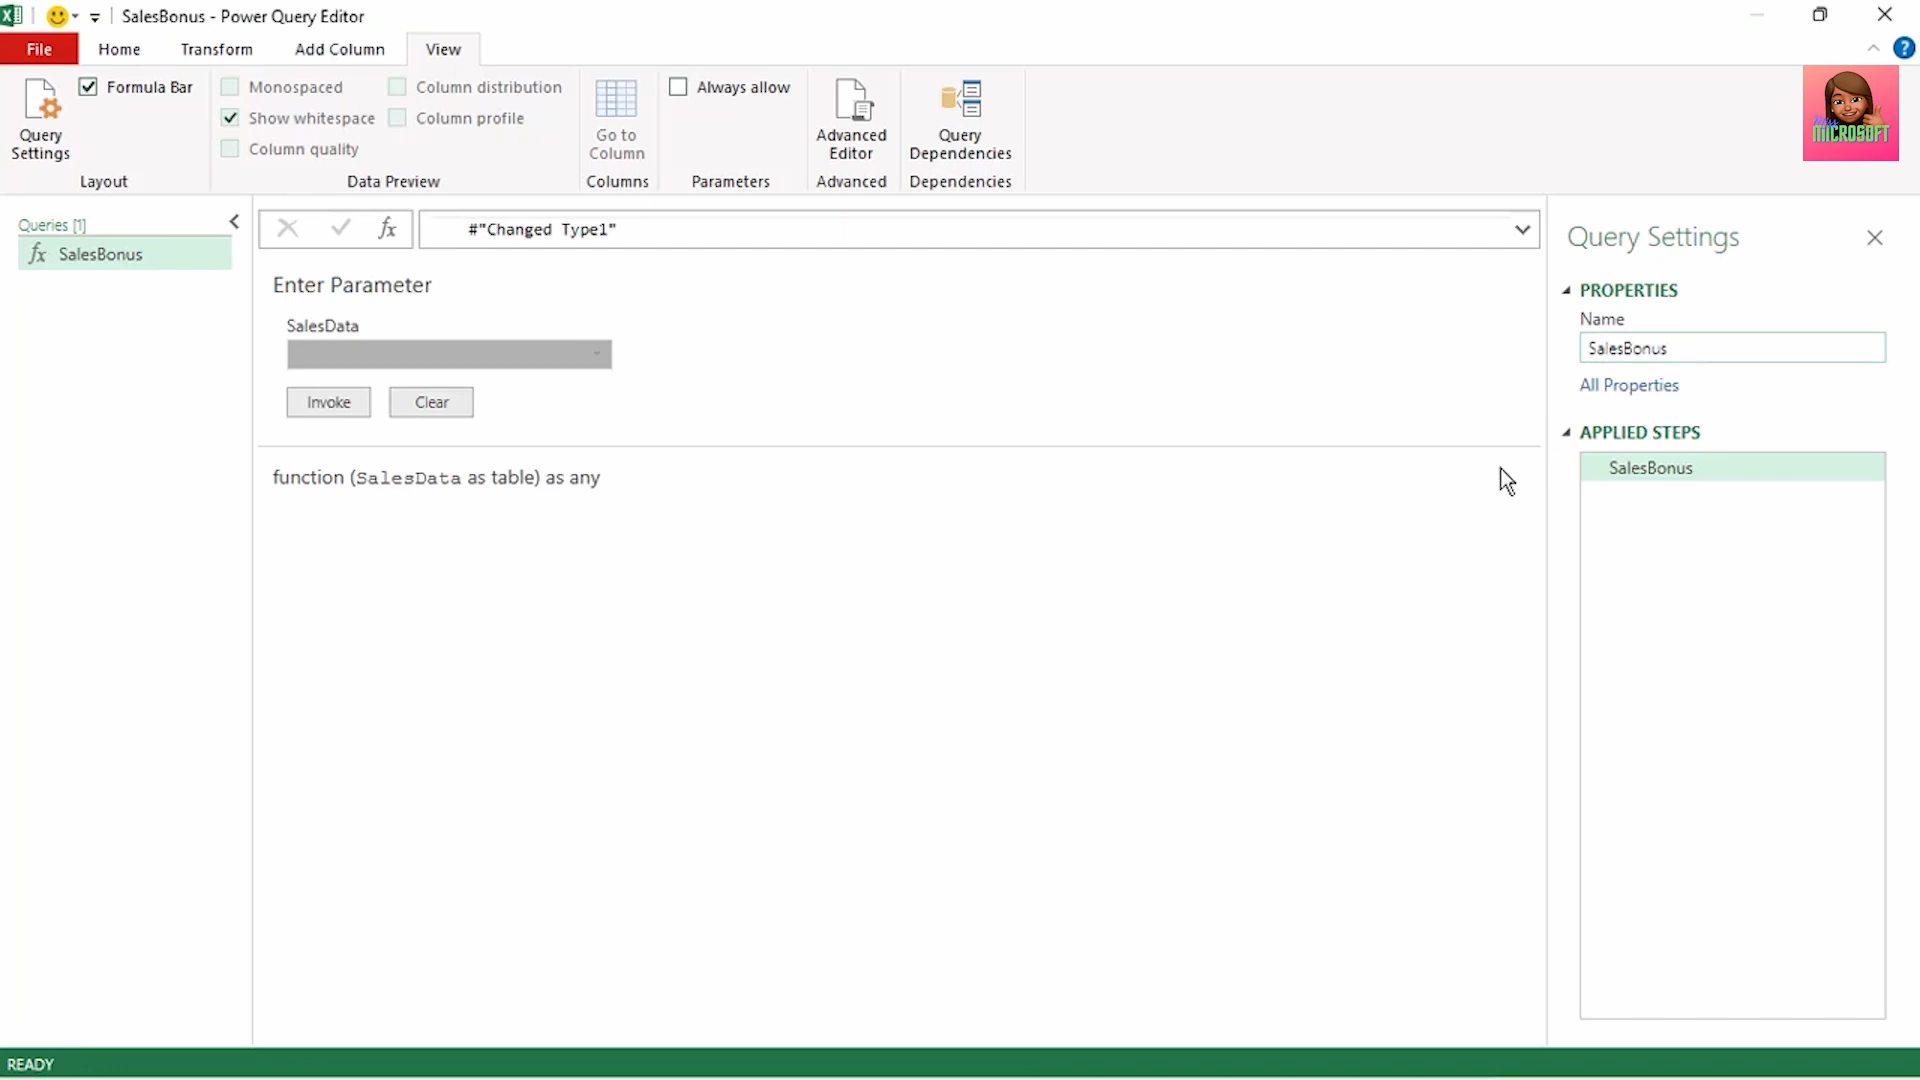 SalesBonus - Power Query Editor
File Home Transform Add Column View
Query Settings
Formula Bar
Layout
Monospaced
Show whitespace
Column quality
Column distribution
Column profile
Data Preview
Go to Column
Columns
Always allow
Parameters
Advanced Editor
Advanced
Query Dependencies
Dependencies
?
MICROSOFT
Queries [1]
fx SalesBonus
fx
#"Changed Type1"
Enter Parameter
SalesData
Invoke Clear
function (SalesData as table) as any
Query Settings
PROPERTIES
Name
SalesBonus
All Properties
APPLIED STEPS
SalesBonus
READY